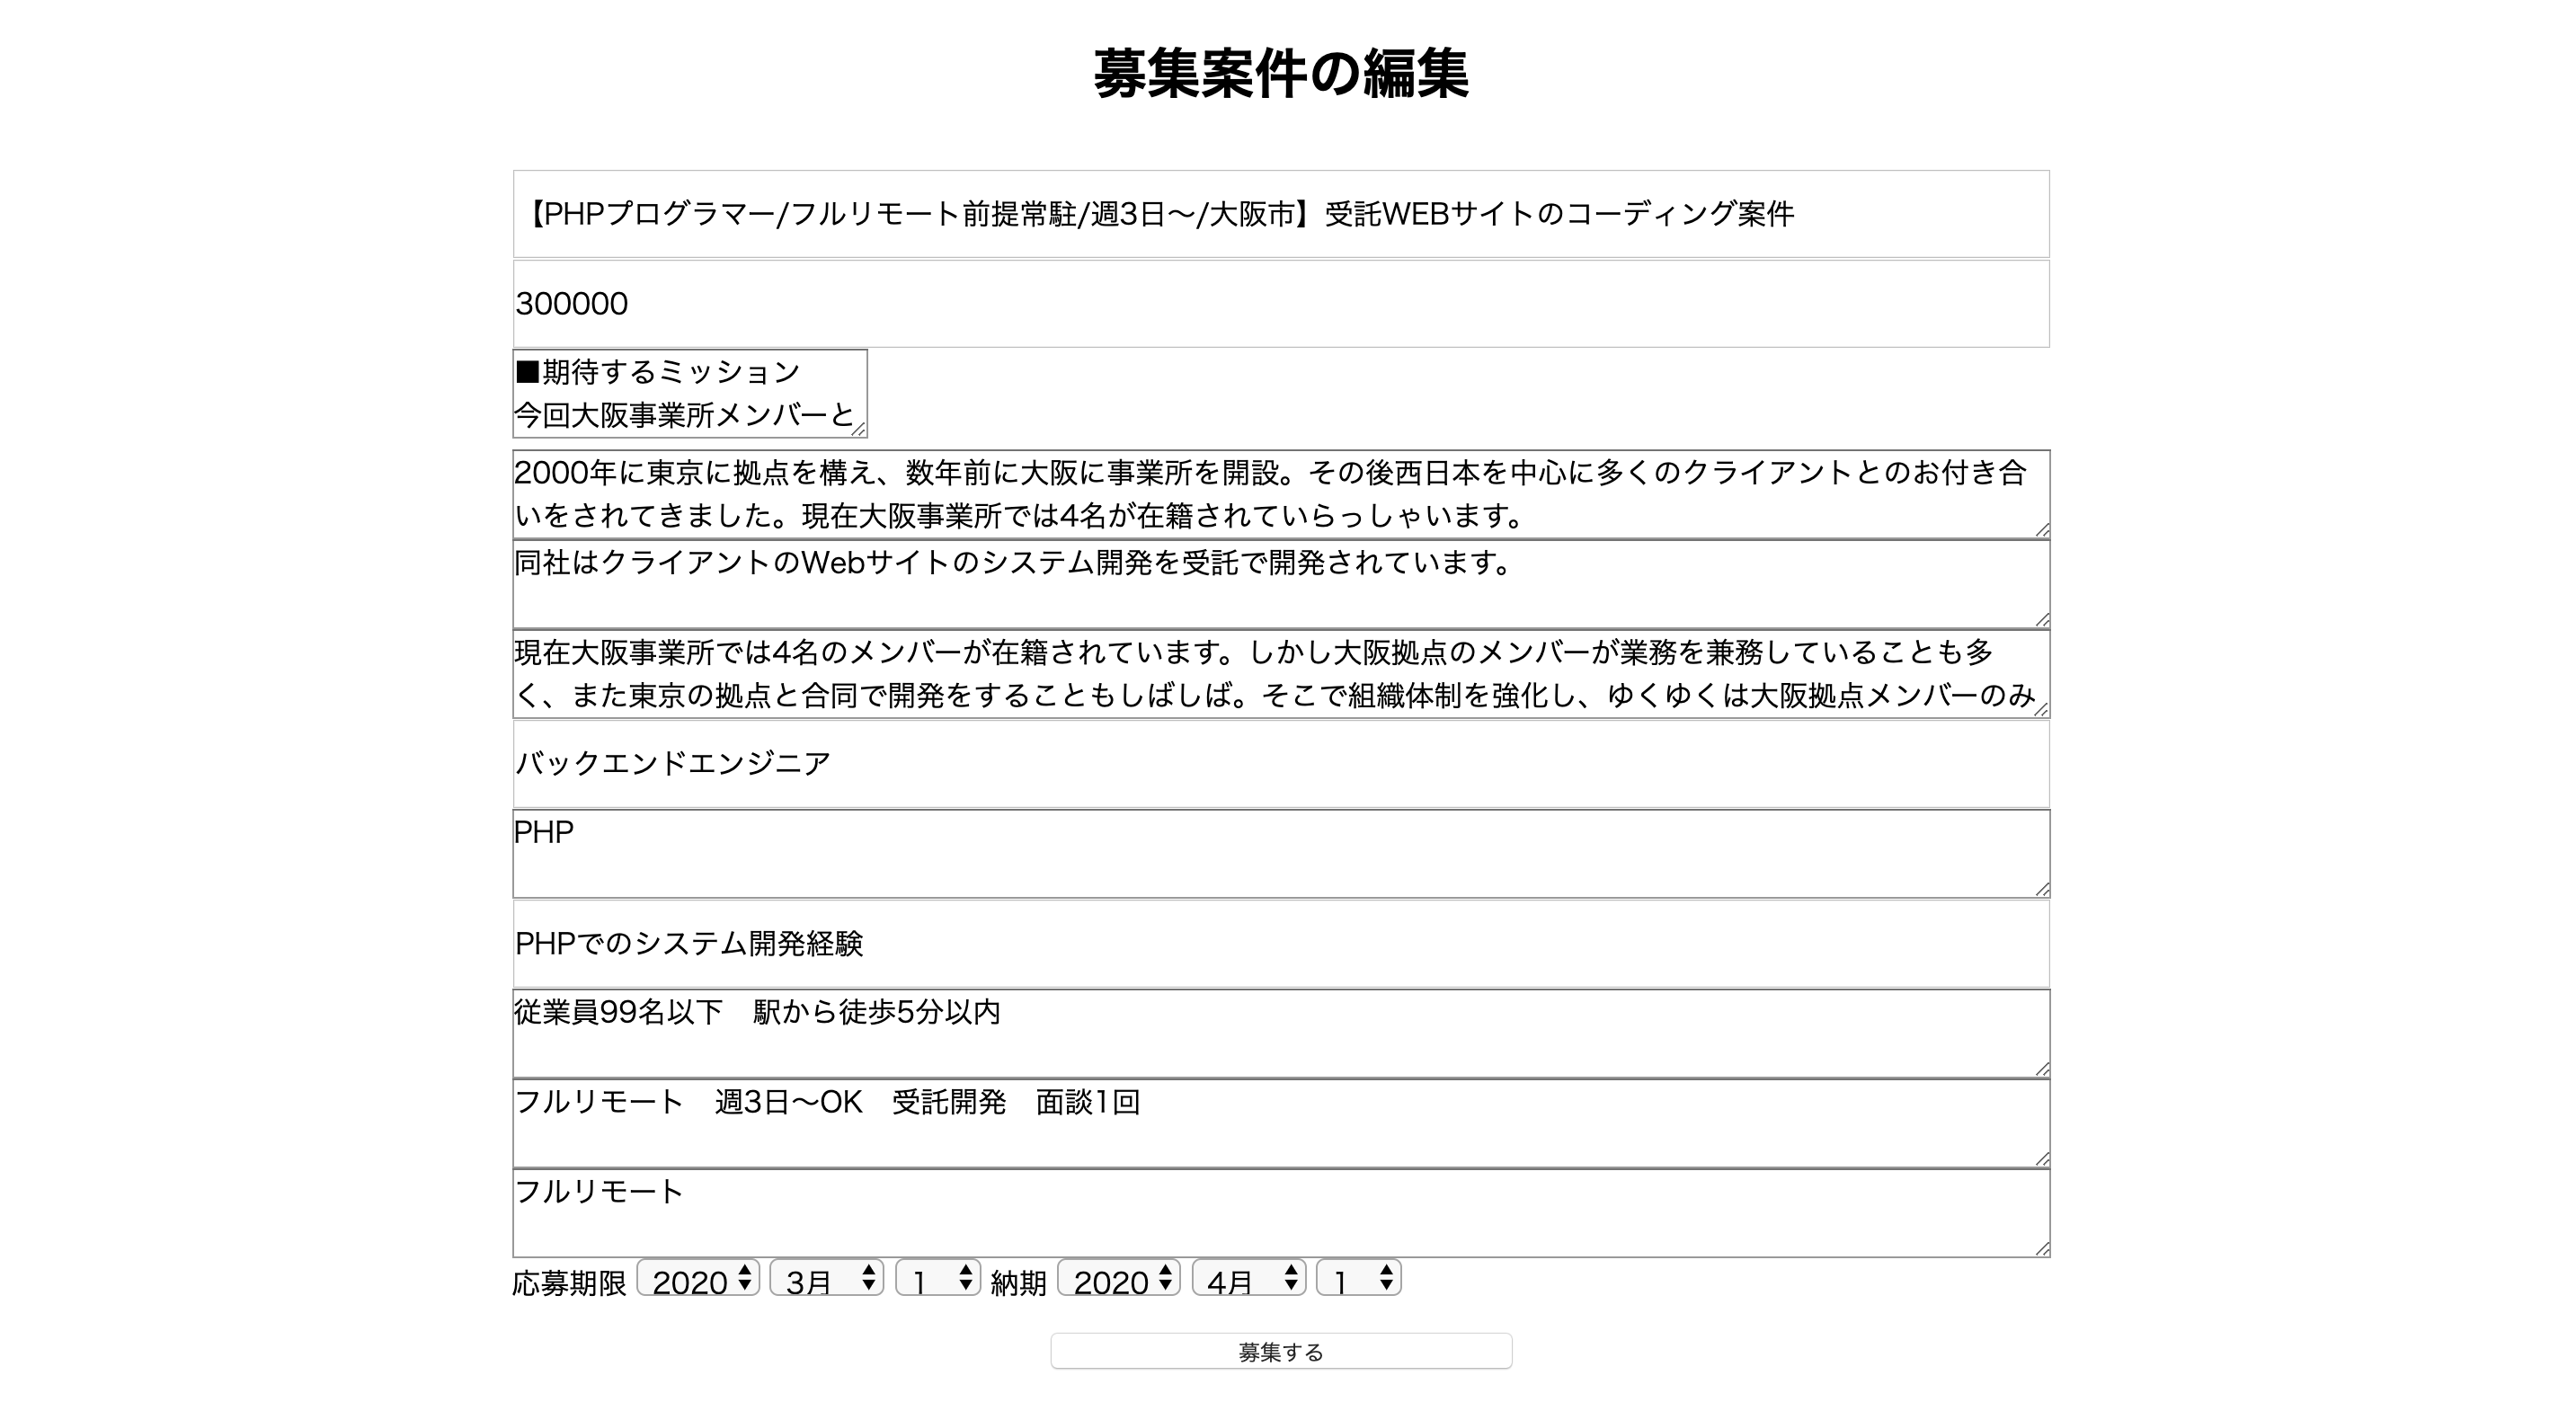 募集案件の編集
【PHPプログラマー/フルリモート前提常駐/週3日〜/大阪市】受託WEBサイトのコーディング案件
300000
■期待するミッション
今回大阪事業所メンバーと
2000年に東京に拠点を構え、数年前に大阪に事業所を開設。その後西日本を中心に多くのクライアントとのお付き合
いをされてきました。現在大阪事業所では4名が在籍されていらっしゃいます。
同社はクライアントのWebサイトのシステム開発を受託で開発されています。
現在大阪事業所では4名のメンバーが在籍されています。しかし大阪拠点のメンバーが業務を兼務していることも多
く、また東京の拠点と合同で開発をすることもしばしば。そこで組織体制を強化し、ゆくゆくは大阪拠点メンバーのみ
バックエンドエンジニア
PHP
PHPでのシステム開発経験
従業員99名以下　駅から徒歩5分以内
フルリモート　週3日〜OK　受託開発　面談1回
フルリモート
応募期限 2020 3月 1 納期 2020 4月 1
募集する